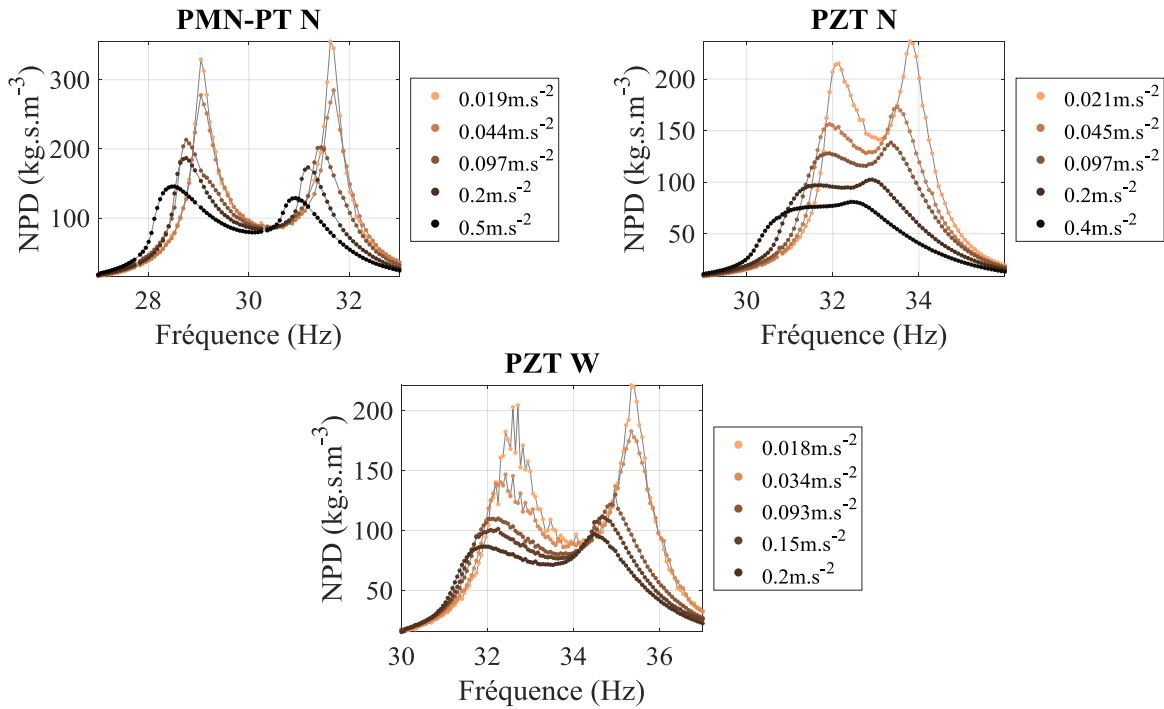 PMN-PT N
NPD (kg.s.m⁻³)
300
200
100
28 30 32
Fréquence (Hz)
0.019m.s⁻²
0.044m.s⁻²
0.097m.s⁻²
0.2m.s⁻²
0.5m.s⁻²
PZT N
NPD (kg.s.m⁻³)
200
150
100
50
30 32 34
Fréquence (Hz)
0.021m.s⁻²
0.045m.s⁻²
0.097m.s⁻²
0.2m.s⁻²
0.4m.s⁻²
PZT W
NPD (kg.s.m⁻³)
200
150
100
50
30 32 34 36
Fréquence (Hz)
0.018m.s⁻²
0.034m.s⁻²
0.093m.s⁻²
0.15m.s⁻²
0.2m.s⁻²